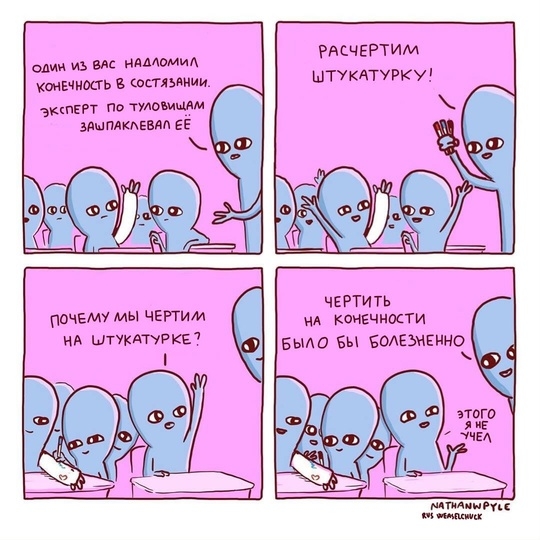 ОДИН ИЗ ВАС НАДЛОМИЛ
КОНЕЧНОСТЬ В СОСТЯЗАНИИ.
ЭКСПЕРТ ПО ТУЛОВИЩАМ
ЗАШПАКЛЕВАЛ ЕЁ
РАСЧЕРТИМ
ШТУКАТУРКУ!
ПОЧЕМУ МЫ ЧЕРТИМ
НА ШТУКАТУРКЕ?
ЧЕРТИТЬ
НА КОНЕЧНОСТИ
БЫЛО БЫ БОЛЕЗНЕННО
ЭТОГО
Я НЕ
УЧЕЛ
NATHANWPYLE
RUS WEASELCHUCK